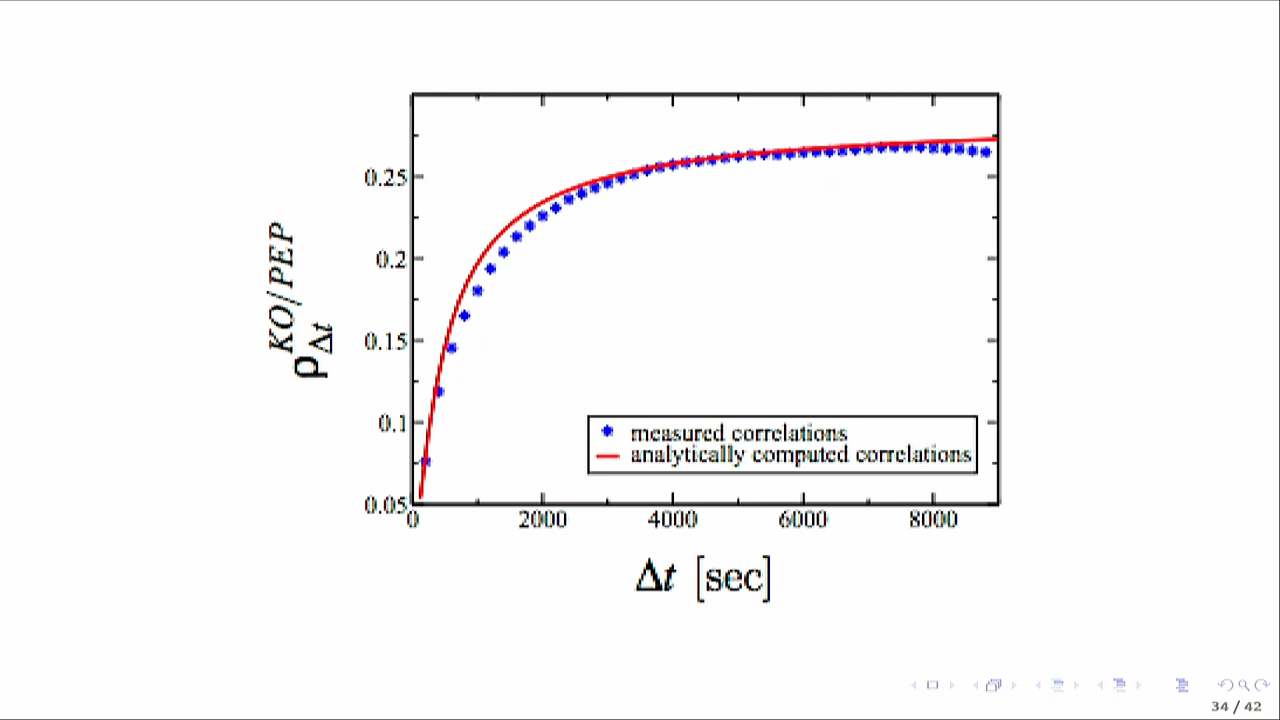 0.25
0.2
0.15
0.1
0.05
ρΔt KO/PEP
measured correlations
analytically computed correlations
0 2000 4000 6000 8000
Δt [sec]
34 / 42